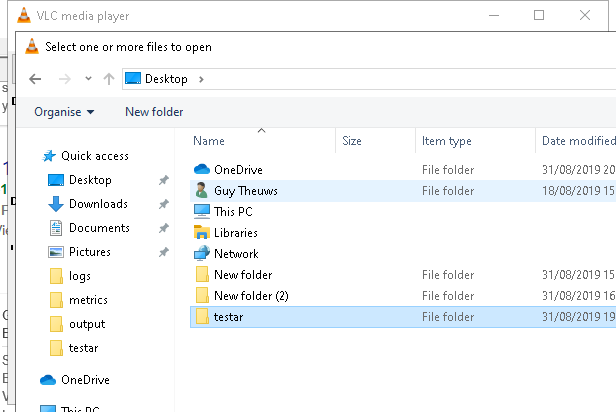 VLC media player
Select one or more files to open
Desktop
Organise New folder
Name Size Item type Date modified
Quick access
Desktop
Downloads
Documents
Pictures
logs
metrics
output
testar
OneDrive
This PC
OneDrive File folder 31/08/2019 20
Guy Theuws File folder 18/08/2019 15
This PC
Libraries
Network
New folder File folder 31/08/2019 15
New folder (2) File folder 31/08/2019 16
testar File folder 31/08/2019 19